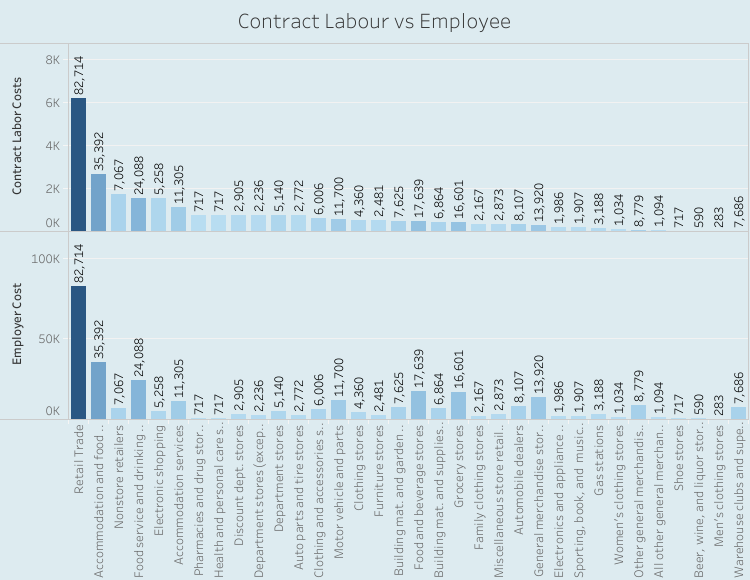 Contract Labour vs Employee
Contract Labor Costs
8K
6K
4K
2K
0K
82,714
35,392
7,067
24,088
5,258
11,305
717
717
2,905
2,236
5,140
2,772
6,006
11,700
4,360
2,481
7,625
17,639
6,864
16,601
2,167
2,873
8,107
13,920
1,986
1,907
3,188
1,034
8,779
1,094
717
590
283
7,686
Employer Cost
100K
50K
0K
82,714
35,392
7,067
24,088
5,258
11,305
717
717
2,905
2,236
5,140
2,772
6,006
11,700
4,360
2,481
7,625
17,639
6,864
16,601
2,167
2,873
8,107
13,920
1,986
1,907
3,188
1,034
8,779
1,094
717
590
283
7,686
Retail Trade
Accommodation and food ..
Nonstore retailers
Food service and drinking ..
Electronic shopping
Accommodation services
Pharmacies and drug stor..
Health and personal care s..
Discount dept. stores
Department stores (excep..
Department stores
Auto parts and tire stores
Clothing and accessories s..
Motor vehicle and parts
Clothing stores
Furniture stores
Building mat. and garden ..
Food and beverage stores
Building mat. and supplies..
Grocery stores
Family clothing stores
Miscellaneous store retail..
Automobile dealers
General merchandise stor..
Electronics and appliance ..
Sporting, book, and music..
Gas stations
Women's clothing stores
Other general merchandis..
All other general merchan..
Shoe stores
Beer, wine, and liquor stor..
Men's clothing stores
Warehouse clubs and supe..